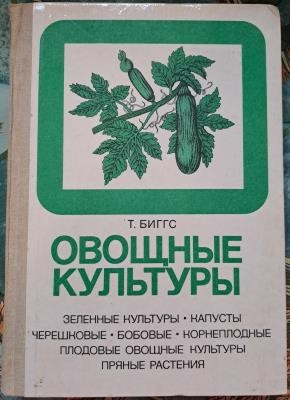 Т. БИГГС
ОВОЩНЫЕ
КУЛЬТУРЫ
ЗЕЛЕННЫЕ КУЛЬТУРЫ • КАПУСТЫ
ЧЕРЕШКОВЫЕ • БОБОВЫЕ • КОРНЕПЛОДНЫЕ
ПЛОДОВЫЕ ОВОЩНЫЕ КУЛЬТУРЫ
ПРЯНЫЕ РАСТЕНИЯ